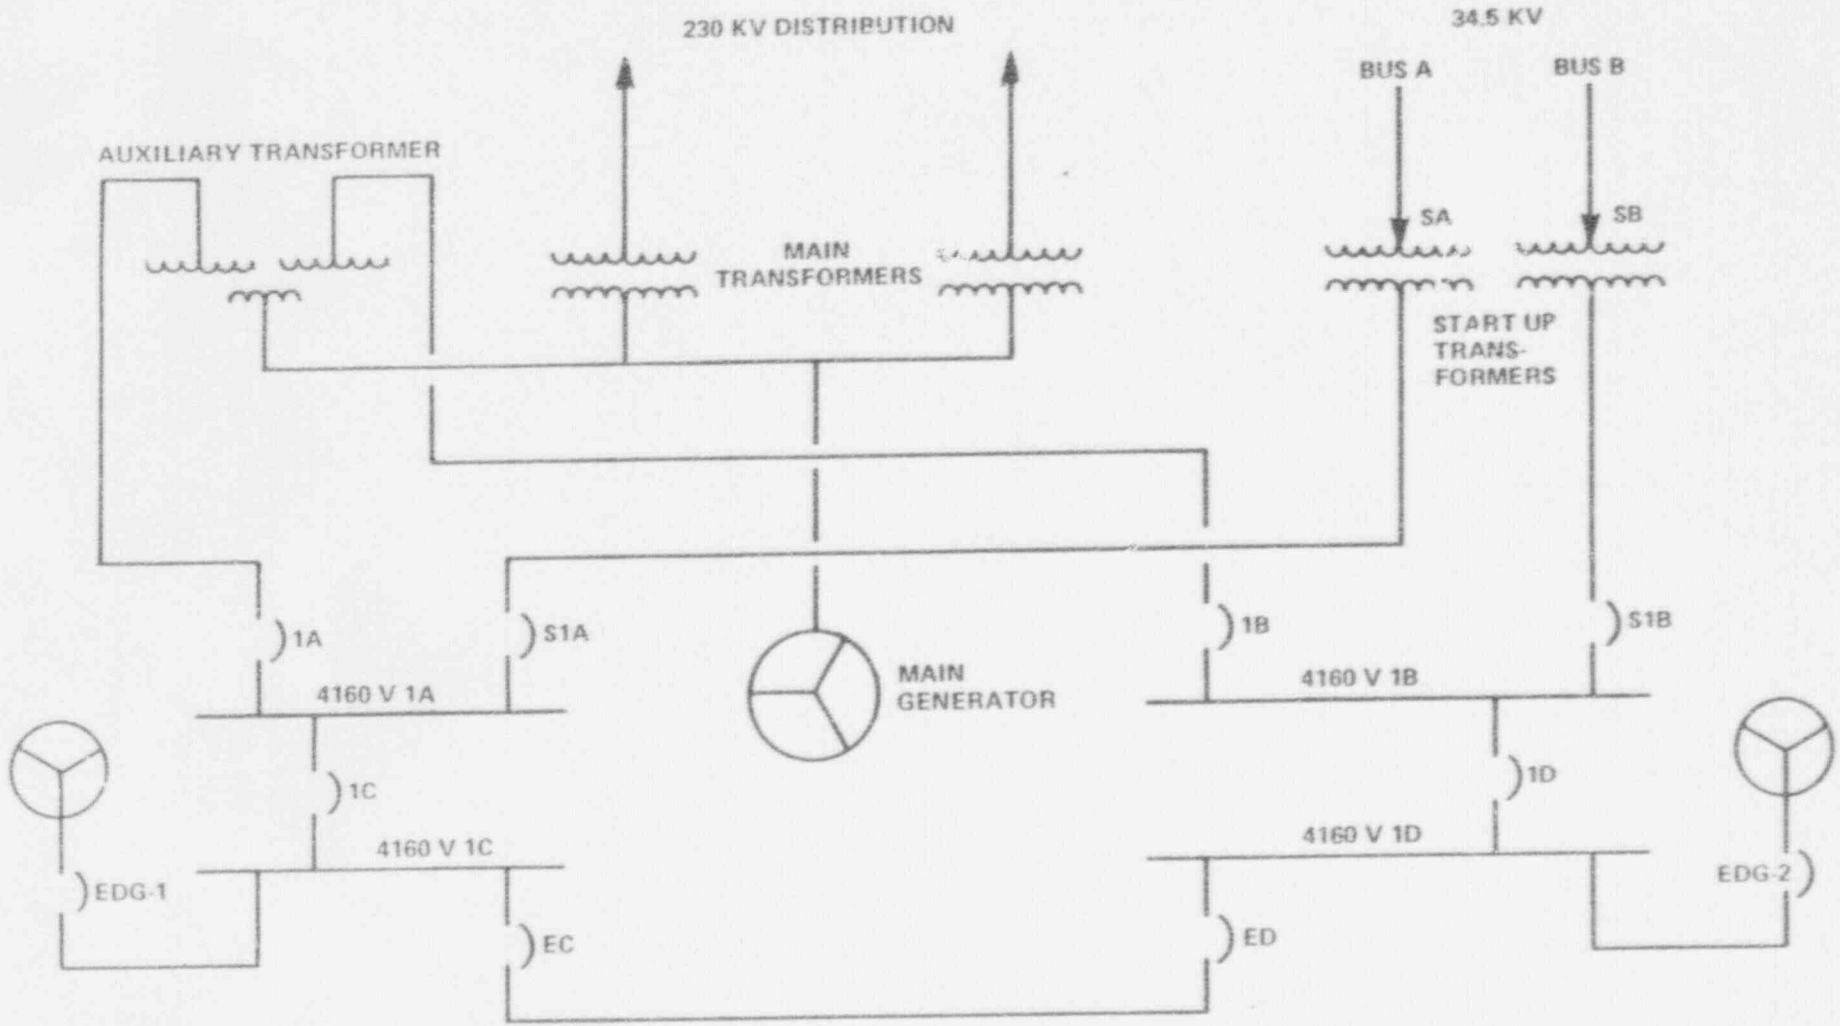 230 KV DISTRIBUTION
34.5 KV
BUS A
BUS B
AUXILIARY TRANSFORMER
SA
SB
MAIN
TRANSFORMERS
START UP
TRANS-
FORMERS
1A
S1A
1B
S1B
MAIN
GENERATOR
4160 V 1A
4160 V 1B
1C
1D
4160 V 1C
4160 V 1D
EDG-1
EDG-2
EC
ED